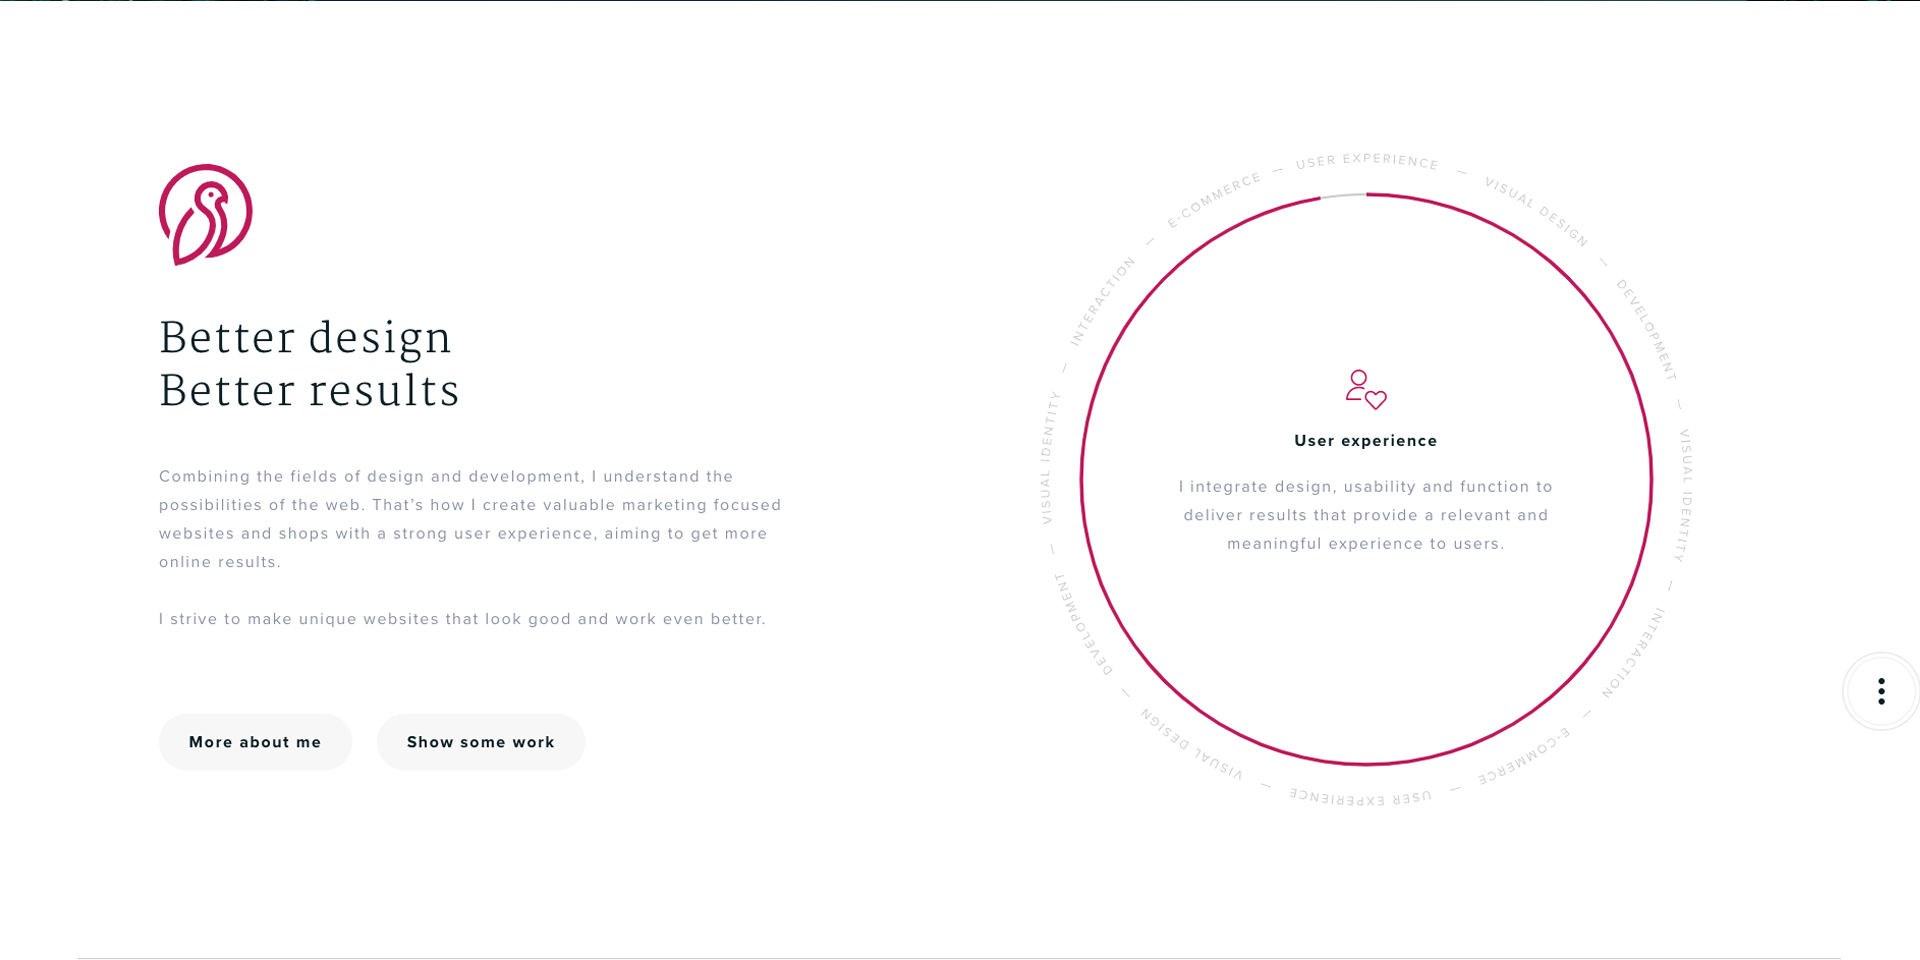 Better design
Better results
Combining the fields of design and development, I understand the
possibilities of the web. That's how I create valuable marketing focused
websites and shops with a strong user experience, aiming to get more
online results.
I strive to make unique websites that look good and work even better.
More about me
Show some work
USER EXPERIENCE — VISUAL DESIGN — DEVELOPMENT — VISUAL IDENTITY — INTERACTION — E-COMMERCE — USER EXPERIENCE — VISUAL DESIGN — DEVELOPMENT — VISUAL IDENTITY — INTERACTION — E-COMMERCE —
User experience
I integrate design, usability and function to
deliver results that provide a relevant and
meaningful experience to users.